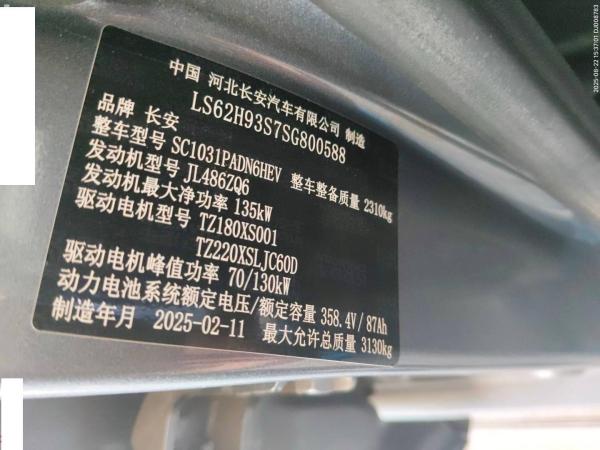 中国 河北长安汽车有限公司 制造
LS62H93S7SG800588
品牌 长安
整车型号 SC1031PADN6HEV 整车整备质量 2310kg
发动机型号 JL486ZQ6
发动机最大净功率 135kW
驱动电机型号 TZ180XS001
TZ220XSLJC60D
驱动电机峰值功率 70/130kW
动力电池系统额定电压/额定容量 358.4V/87Ah
制造年月 2025-02-11 最大允许总质量 3130kg
2025-08-22 15:37:01 DJ008783